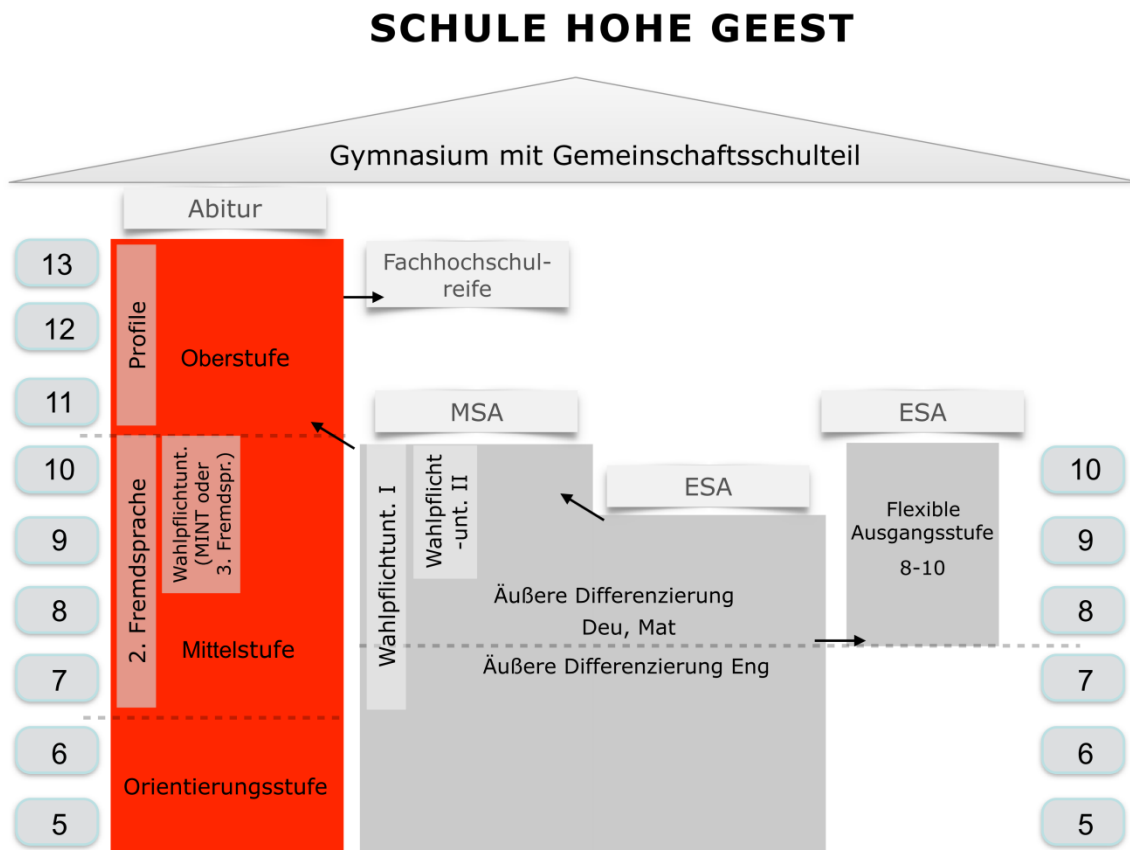 SCHULE HOHE GEEST
Gymnasium mit Gemeinschaftsschulteil
Abitur
13
12
11
10
9
8
7
6
5
Profile
Oberstufe
2. Fremdsprache
Wahlpflichtunt.
(MINT oder
3. Fremdspr.)
Mittelstufe
Orientierungsstufe
Fachhochschul-
reife
MSA
Wahlpflichtunt. I
Wahlpflicht
-unt. II
ESA
Äußere Differenzierung
Deu, Mat
Äußere Differenzierung Eng
ESA
Flexible
Ausgangsstufe
8-10
10
9
8
7
6
5